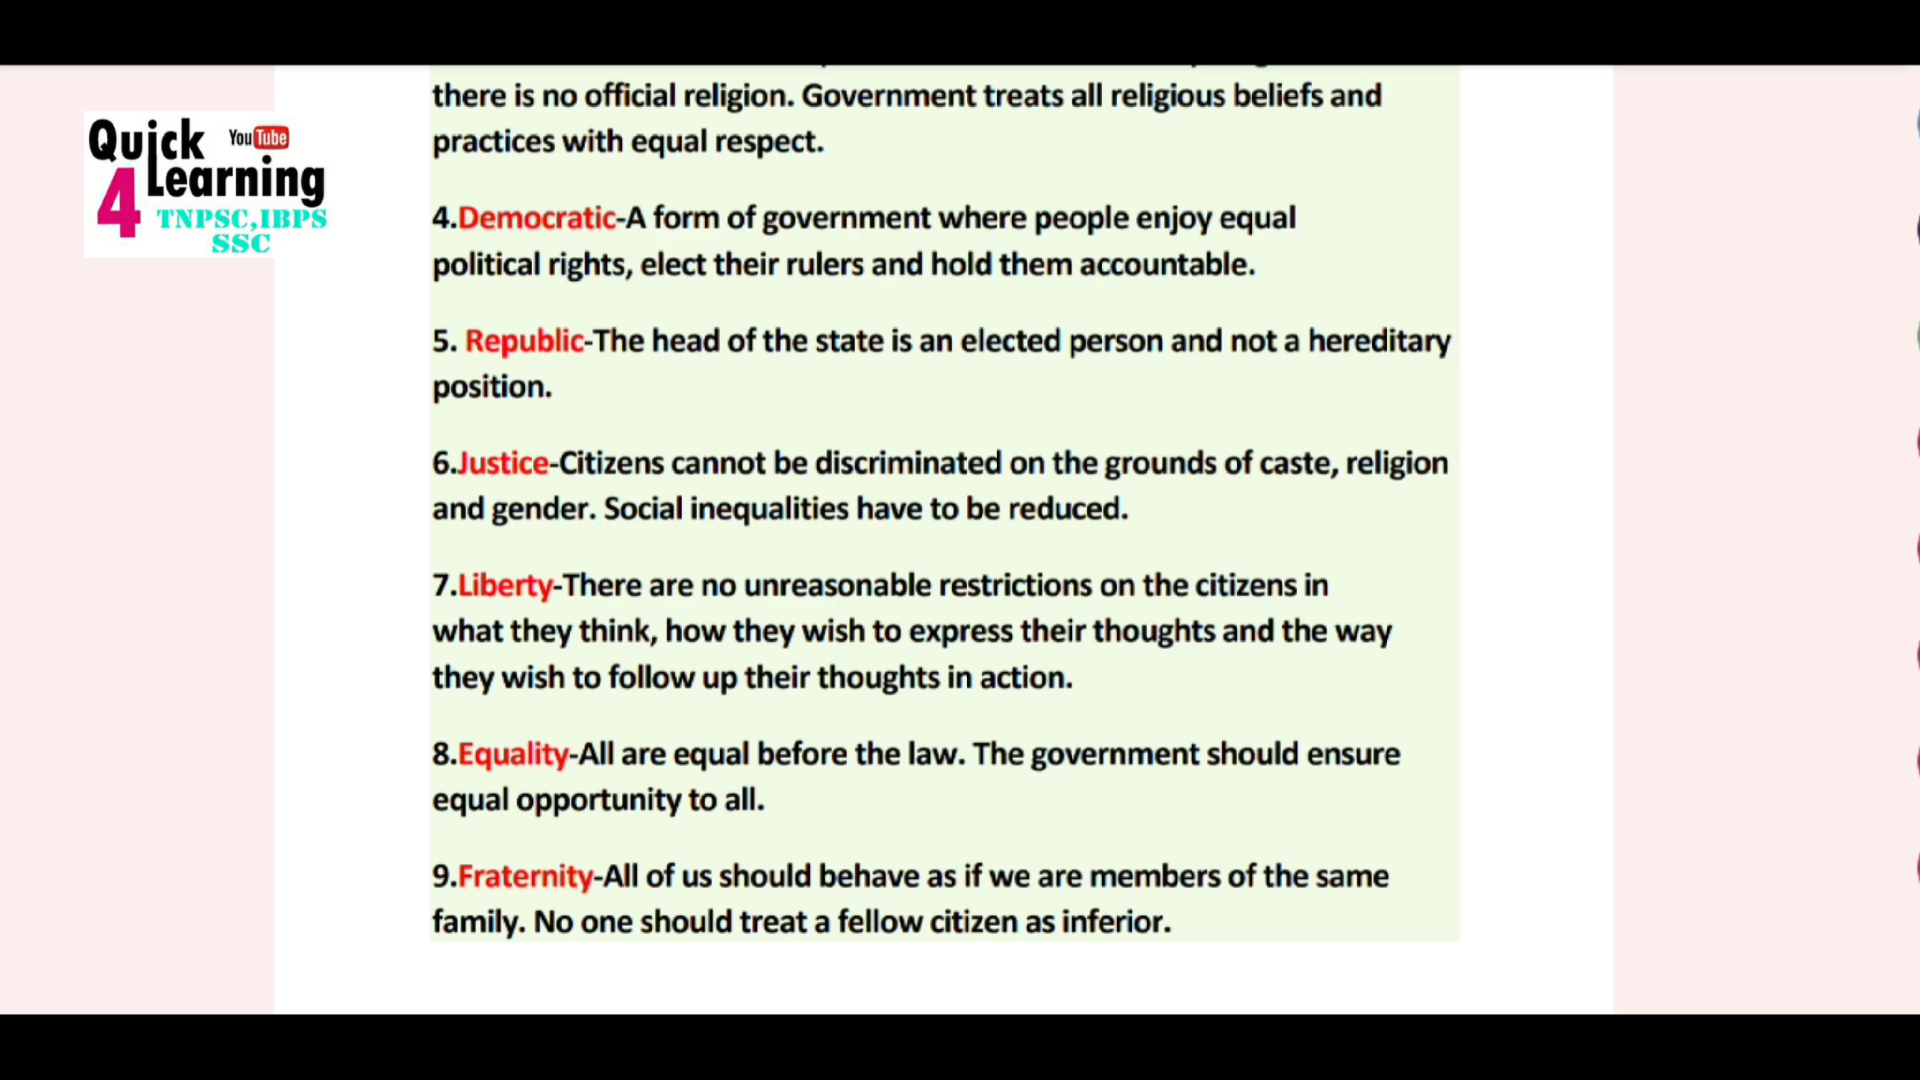 Quick
YouTube
4 Learning
TNPSC,IBPS
SSC
there is no official religion. Government treats all religious beliefs and
practices with equal respect.
4.Democratic-A form of government where people enjoy equal
political rights, elect their rulers and hold them accountable.
5. Republic-The head of the state is an elected person and not a hereditary
position.
6.Justice-Citizens cannot be discriminated on the grounds of caste, religion
and gender. Social inequalities have to be reduced.
7.Liberty-There are no unreasonable restrictions on the citizens in
what they think, how they wish to express their thoughts and the way
they wish to follow up their thoughts in action.
8.Equality-All are equal before the law. The government should ensure
equal opportunity to all.
9.Fraternity-All of us should behave as if we are members of the same
family. No one should treat a fellow citizen as inferior.